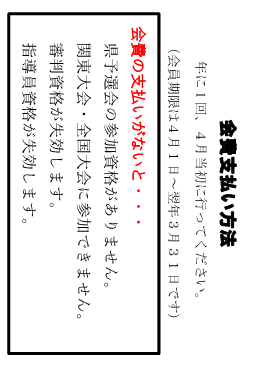 会費支払い方法
年に1回、4月当初に行ってください。
(会員期限は4月1日~翌年3月31日です)
会費の支払いがないと・・・
県予選会の参加資格がありません。
関東大会・全国大会に参加できません。
審判資格が失効します。
指導員資格が失効します。